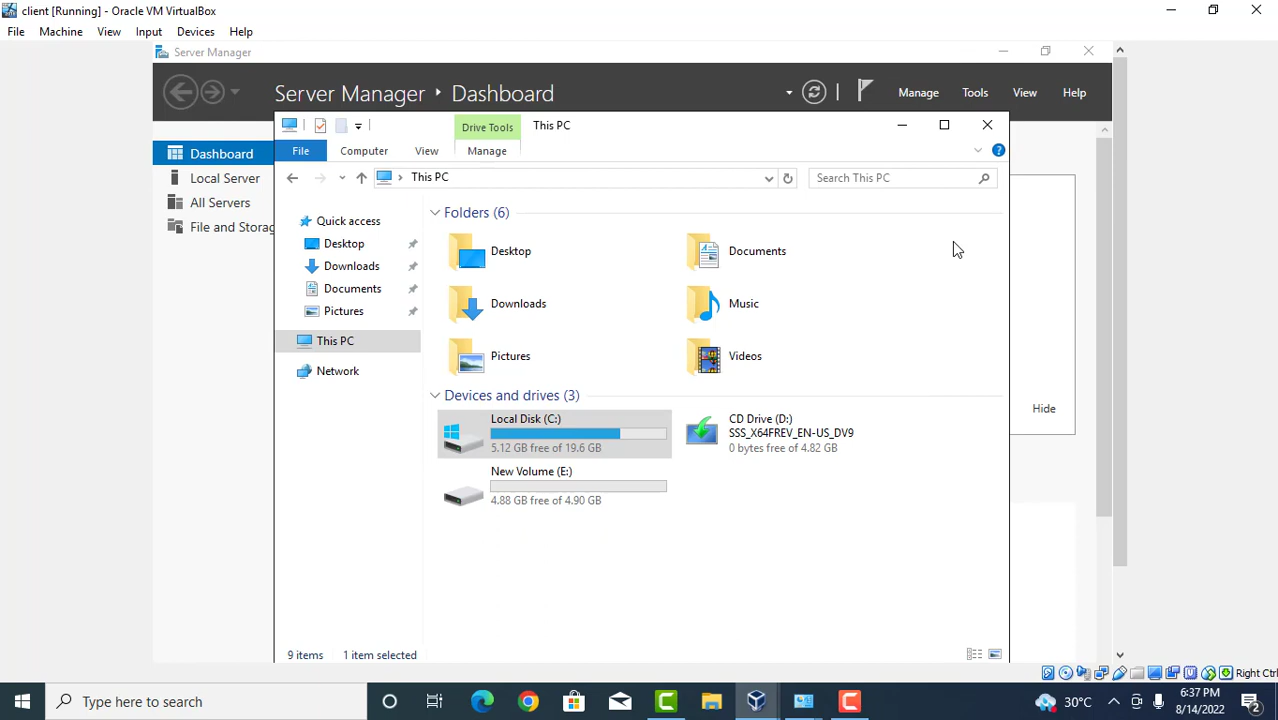 client [Running] - Oracle VM VirtualBox
File Machine View Input Devices Help
Server Manager
Server Manager Dashboard
Manage Tools View Help
Drive Tools This PC
File Computer View Manage
This PC
Search This PC
Dashboard
Local Server
All Servers
File and Storag
Quick access
Desktop
Downloads
Documents
Pictures
This PC
Network
Folders (6)
Desktop
Documents
Downloads
Music
Pictures
Videos
Devices and drives (3)
Local Disk (C:)
5.12 GB free of 19.6 GB
CD Drive (D:)
SSS_X64FREV_EN-US_DV9
0 bytes free of 4.82 GB
New Volume (E:)
4.88 GB free of 4.90 GB
Hide
9 items 1 item selected
Right Ctrl
Type here to search
30°C
6:37 PM
8/14/2022
2